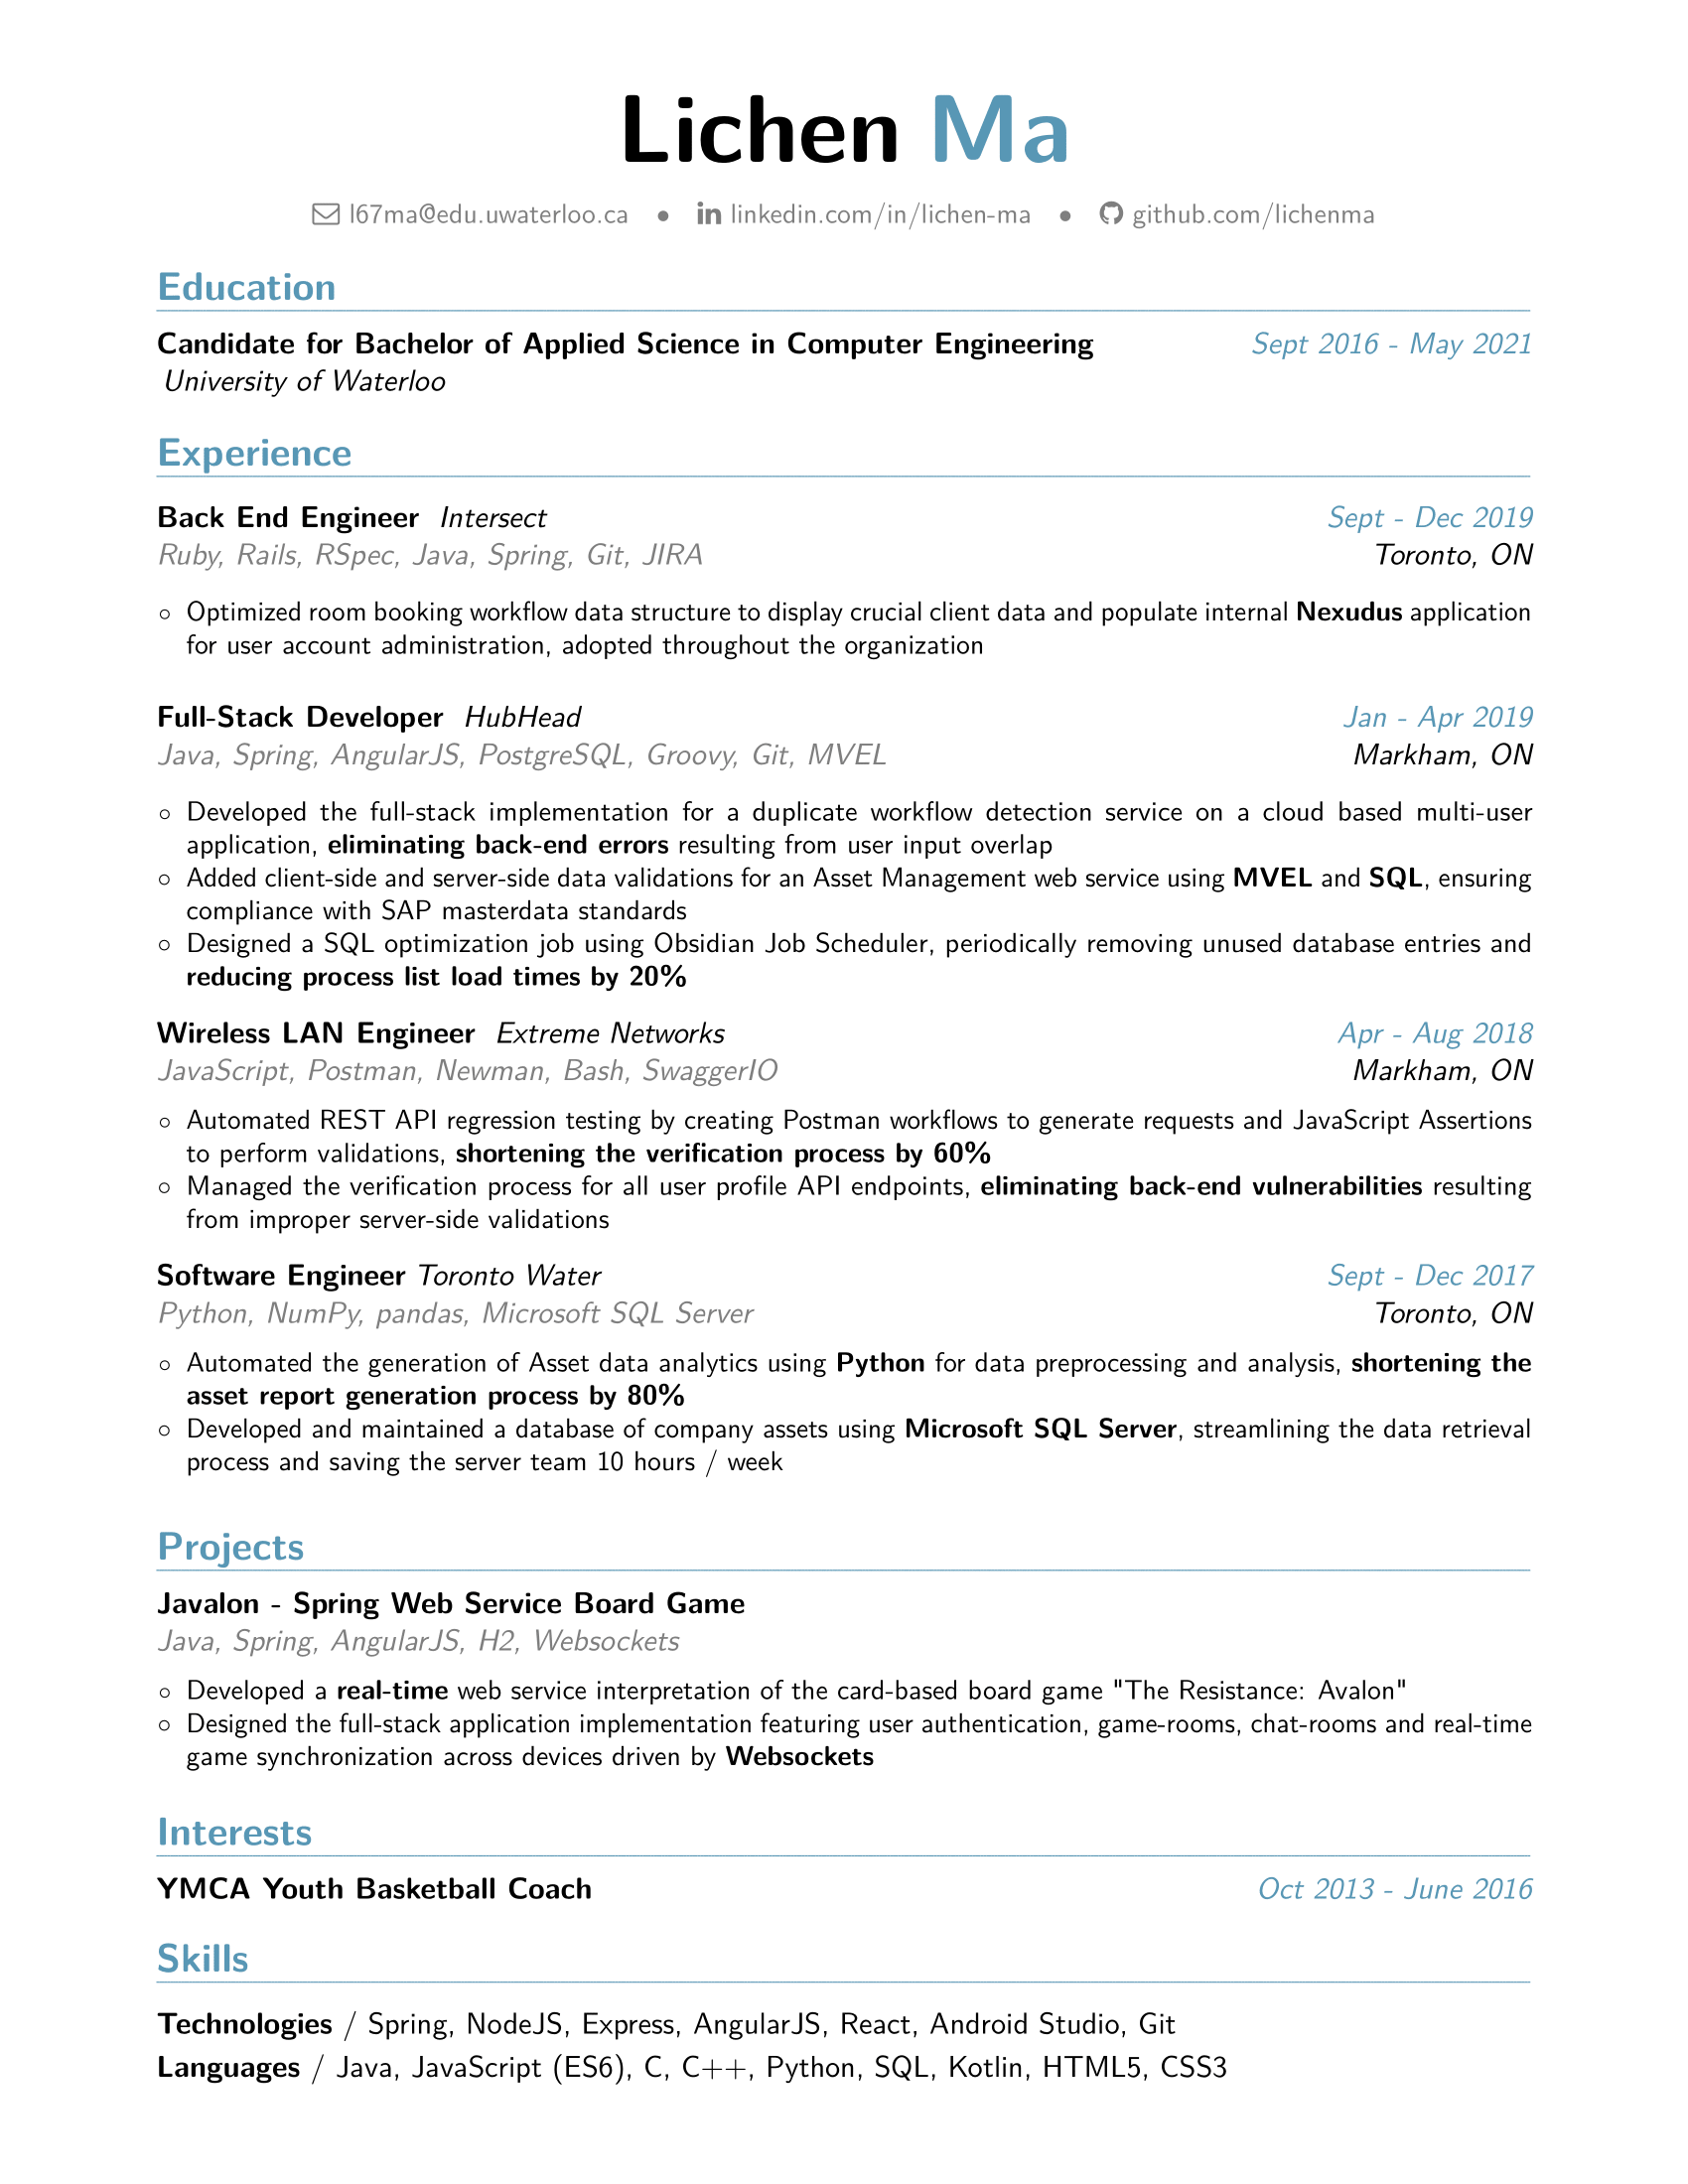 Lichen Ma
l67ma@edu.uwaterloo.ca • linkedin.com/in/lichen-ma • github.com/lichenma
Education
Candidate for Bachelor of Applied Science in Computer Engineering Sept 2016 - May 2021
University of Waterloo
Experience
Back End Engineer Intersect Sept - Dec 2019
Ruby, Rails, RSpec, Java, Spring, Git, JIRA Toronto, ON
◦ Optimized room booking workflow data structure to display crucial client data and populate internal Nexudus application
for user account administration, adopted throughout the organization
Full-Stack Developer HubHead Jan - Apr 2019
Java, Spring, AngularJS, PostgreSQL, Groovy, Git, MVEL Markham, ON
◦ Developed the full-stack implementation for a duplicate workflow detection service on a cloud based multi-user
application, eliminating back-end errors resulting from user input overlap
◦ Added client-side and server-side data validations for an Asset Management web service using MVEL and SQL, ensuring
compliance with SAP masterdata standards
◦ Designed a SQL optimization job using Obsidian Job Scheduler, periodically removing unused database entries and
reducing process list load times by 20%
Wireless LAN Engineer Extreme Networks Apr - Aug 2018
JavaScript, Postman, Newman, Bash, SwaggerIO Markham, ON
◦ Automated REST API regression testing by creating Postman workflows to generate requests and JavaScript Assertions
to perform validations, shortening the verification process by 60%
◦ Managed the verification process for all user profile API endpoints, eliminating back-end vulnerabilities resulting
from improper server-side validations
Software Engineer Toronto Water Sept - Dec 2017
Python, NumPy, pandas, Microsoft SQL Server Toronto, ON
◦ Automated the generation of Asset data analytics using Python for data preprocessing and analysis, shortening the
asset report generation process by 80%
◦ Developed and maintained a database of company assets using Microsoft SQL Server, streamlining the data retrieval
process and saving the server team 10 hours / week
Projects
Javalon - Spring Web Service Board Game
Java, Spring, AngularJS, H2, Websockets
◦ Developed a real-time web service interpretation of the card-based board game "The Resistance: Avalon"
◦ Designed the full-stack application implementation featuring user authentication, game-rooms, chat-rooms and real-time
game synchronization across devices driven by Websockets
Interests
YMCA Youth Basketball Coach Oct 2013 - June 2016
Skills
Technologies / Spring, NodeJS, Express, AngularJS, React, Android Studio, Git
Languages / Java, JavaScript (ES6), C, C++, Python, SQL, Kotlin, HTML5, CSS3